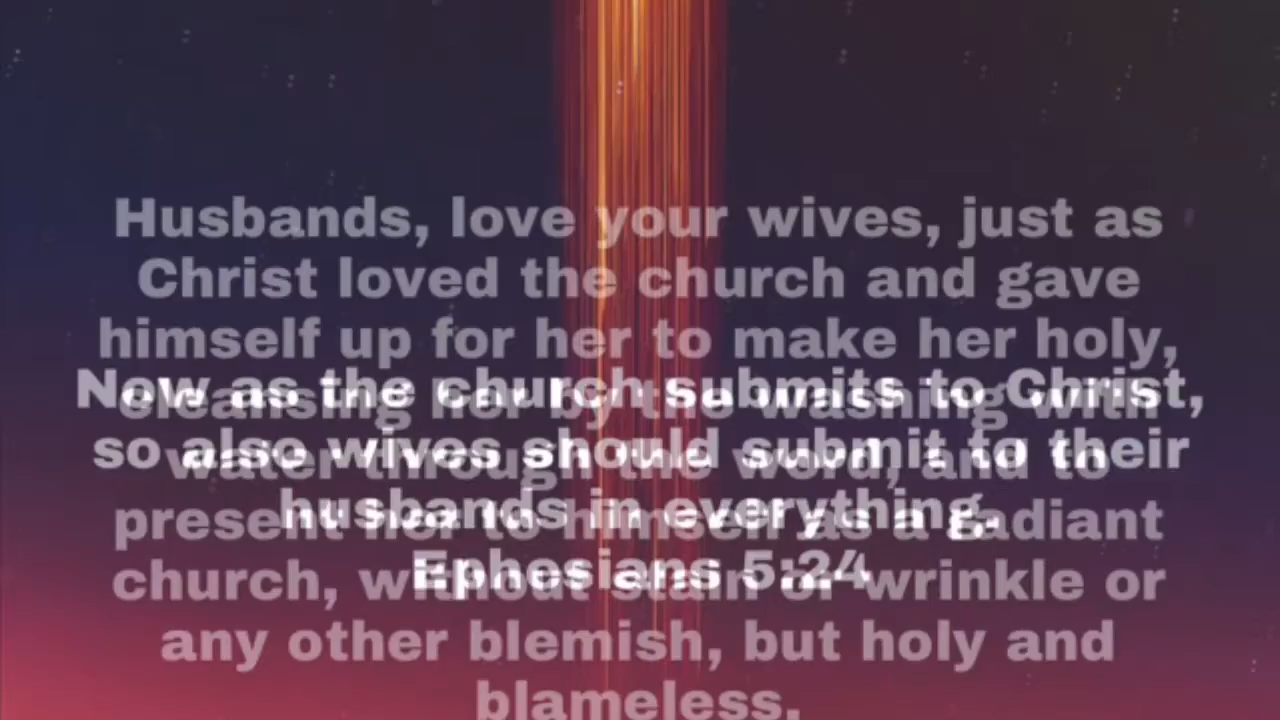 Husbands, love your wives, just as
Christ loved the church and gave
himself up for her to make her holy,
cleansing her by the washing with
water through the word, and to
present her to himself as a radiant
church, without stain or wrinkle or
any other blemish, but holy and
blameless.
Now as the church submits to Christ,
so also wives should submit to their
husbands in everything.
Ephesians 5:24